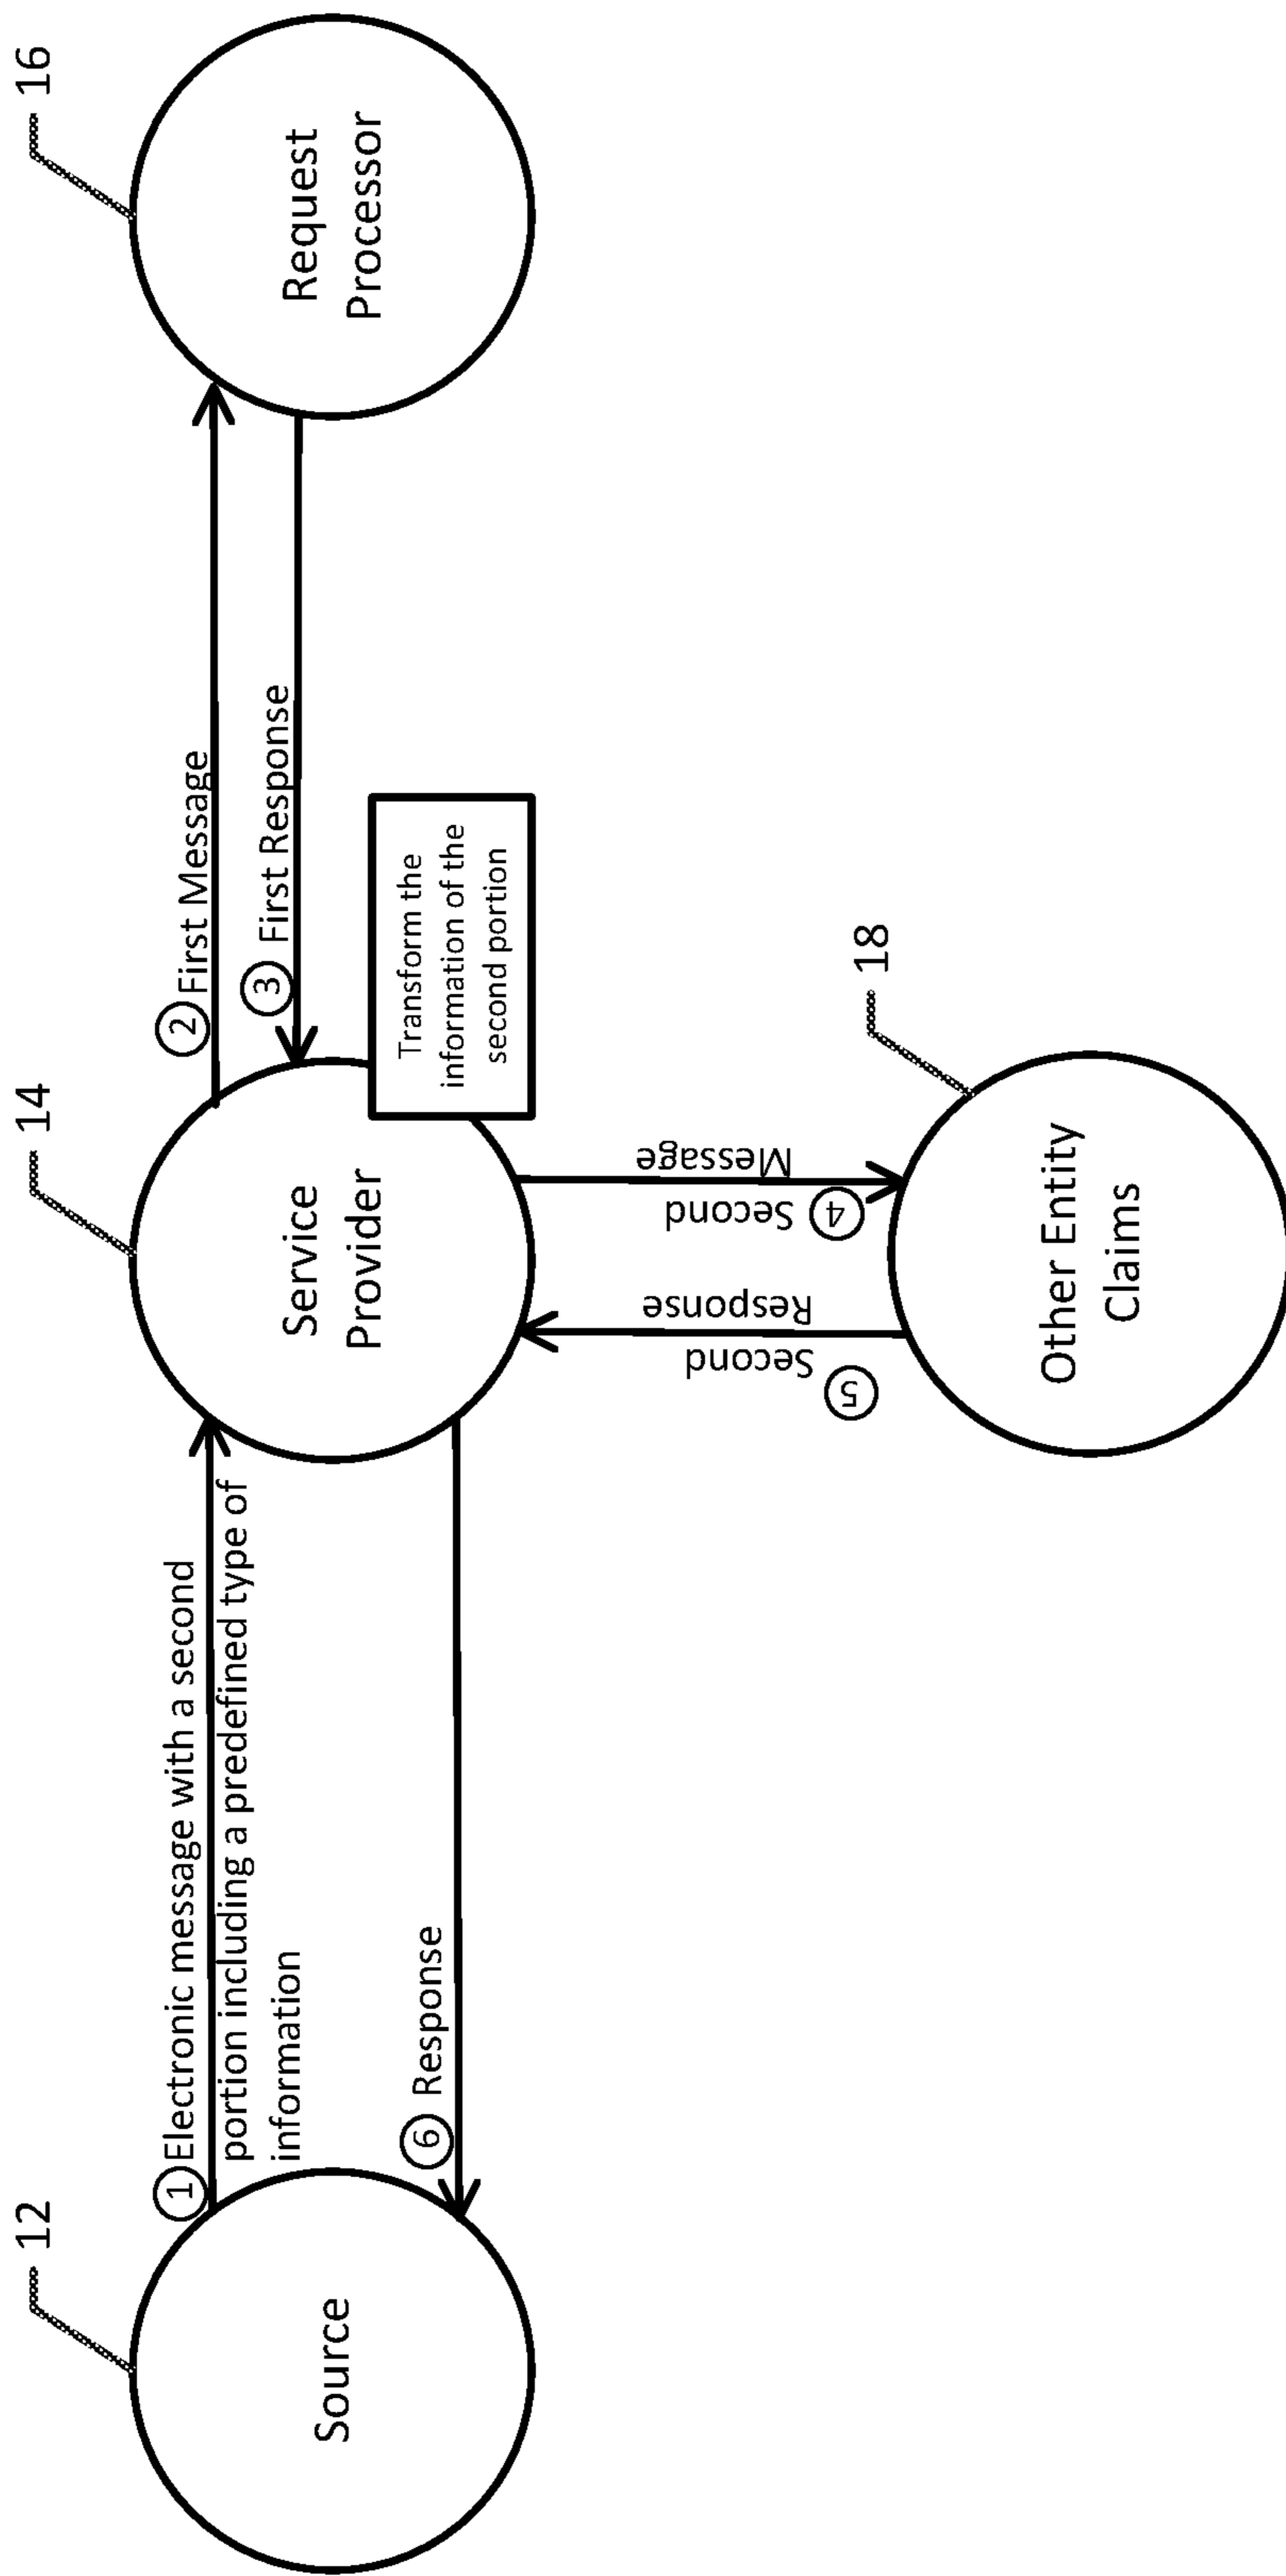 12
14
16
Source
Service
Provider
Request
Processor
① Electronic message with a second
portion including a predefined type of
information
② First Message
③ First Response
Transform the
information of the
second portion
④ Second
Message
⑤ Second
Response
⑥ Response
18
Other Entity
Claims